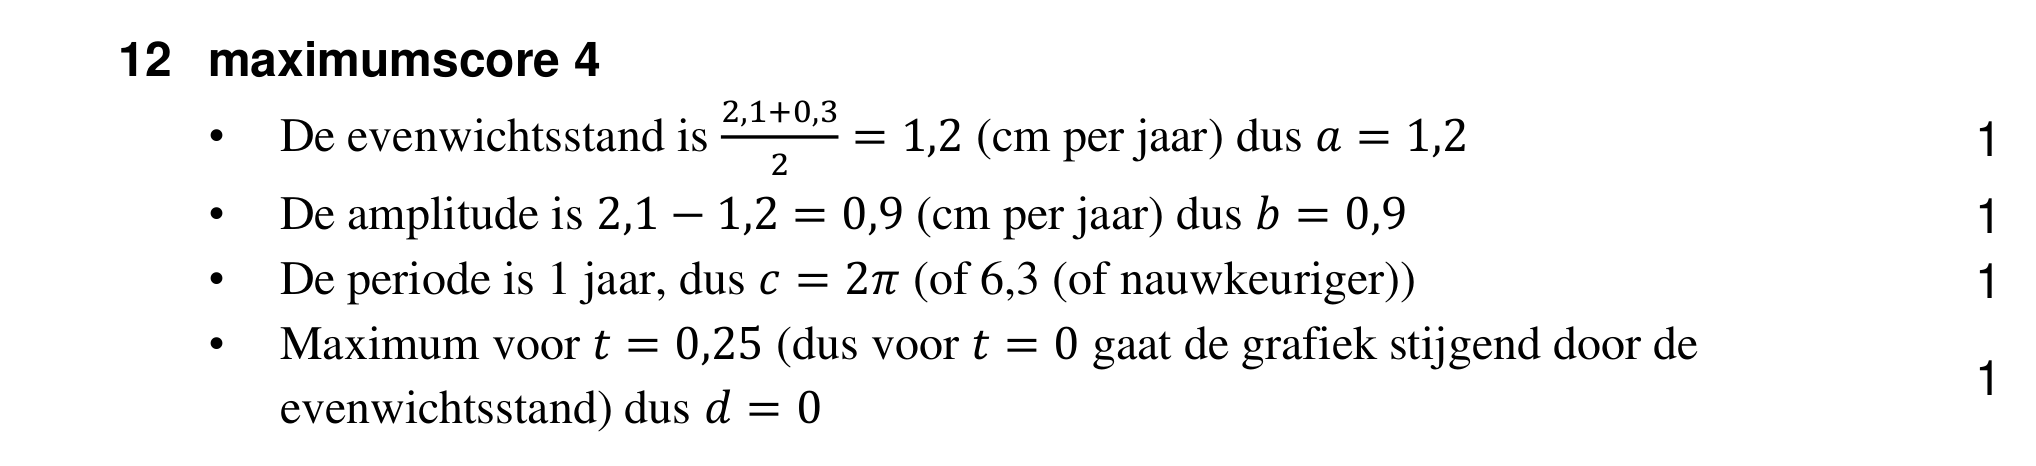 12 maximumscore 4
• De evenwichtsstand is \frac{2,1+0,3}{2} = 1,2 (cm per jaar) dus a = 1,2 1
• De amplitude is 2,1 − 1,2 = 0,9 (cm per jaar) dus b = 0,9 1
• De periode is 1 jaar, dus c = 2π (of 6,3 (of nauwkeuriger)) 1
• Maximum voor t = 0,25 (dus voor t = 0 gaat de grafiek stijgend door de
evenwichtsstand) dus d = 0 1